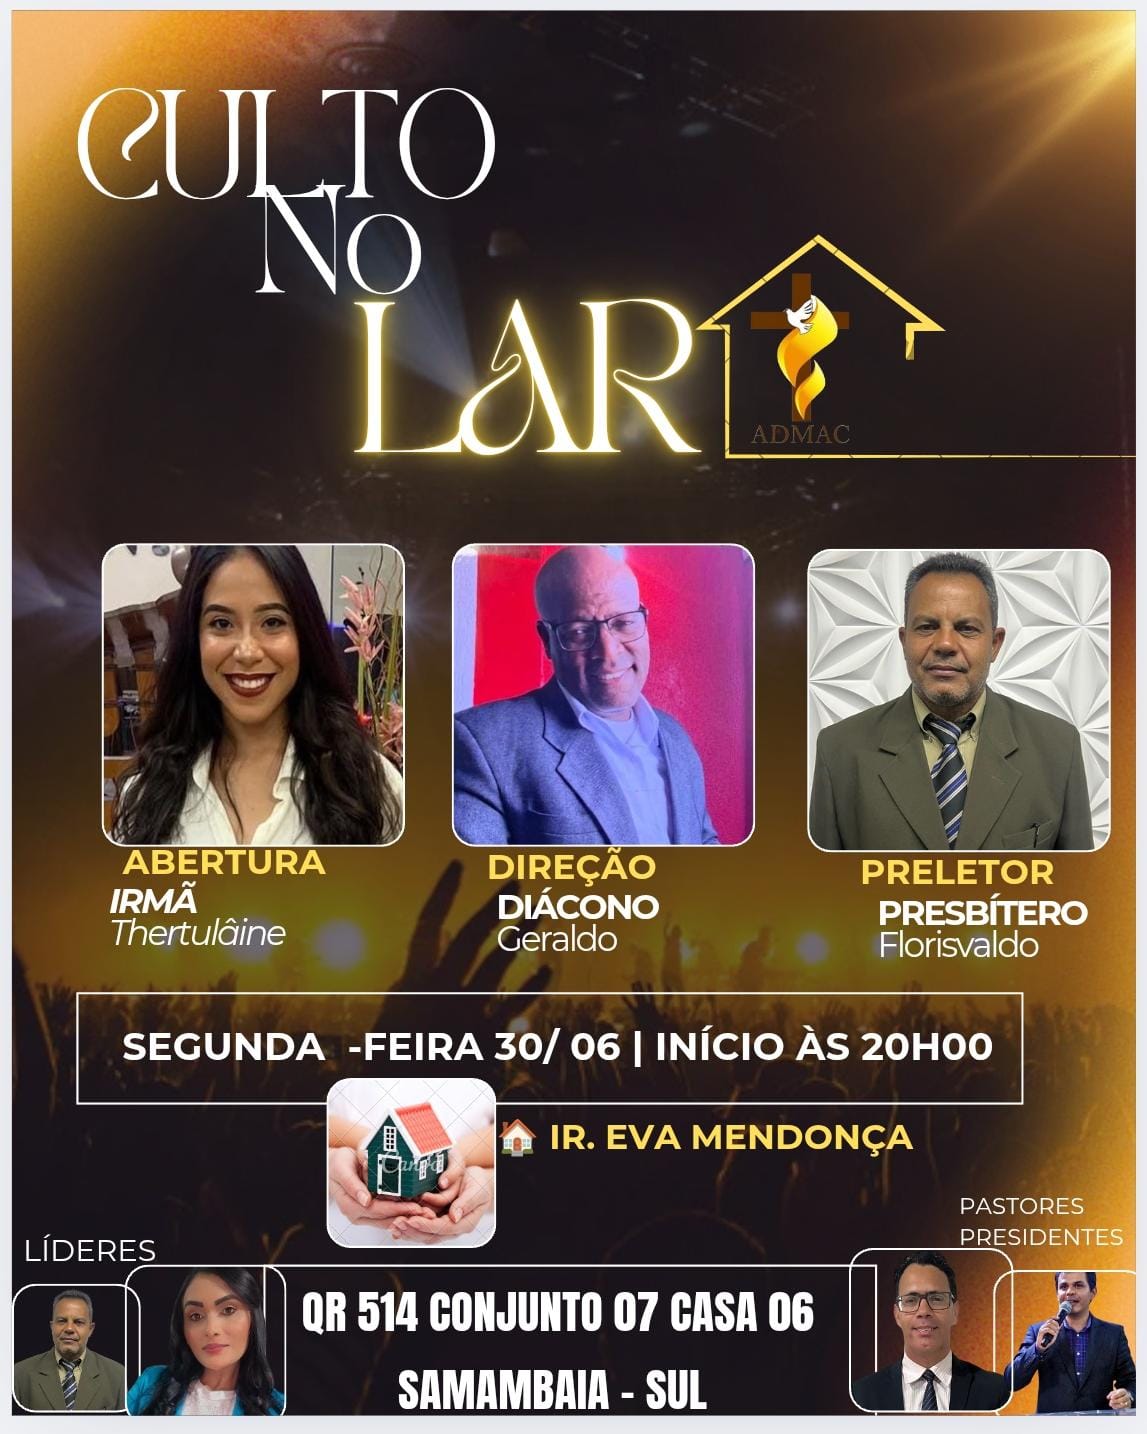 CULTO
No
LAR
ADMAC
ABERTURA
IRMÃ
Thertulâine
DIREÇÃO
DIÁCONO
Geraldo
PRELETOR
PRESBÍTERO
Florisvaldo
SEGUNDA -FEIRA 30/ 06 | INÍCIO ÀS 20H00
IR. EVA MENDONÇA
Canva
LÍDERES
PASTORES
PRESIDENTES
QR 514 CONJUNTO 07 CASA 06
SAMAMBAIA - SUL